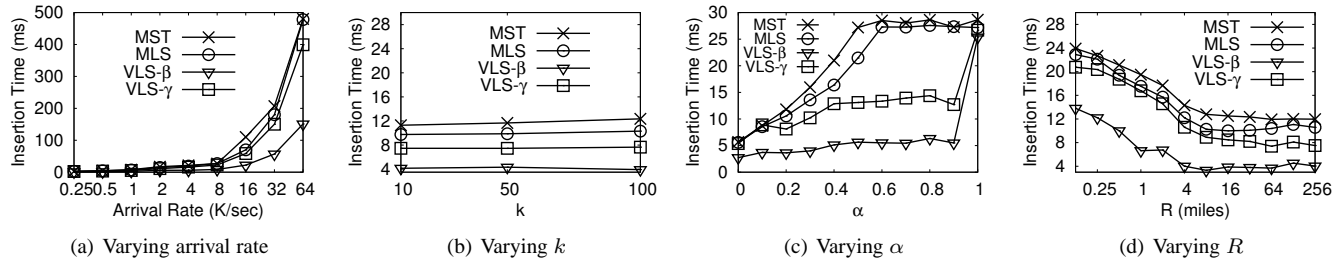 Insertion Time (ms)
500
400
300
200
100
0
MST
MLS
VLS-β
VLS-γ
0.25
0.5
1
2
4
8
16
32
64
Arrival Rate (K/sec)
(a) Varying arrival rate
Insertion Time (ms)
28
24
20
16
12
8
4
MST
MLS
VLS-β
VLS-γ
10
50
100
k
(b) Varying k
Insertion Time (ms)
30
25
20
15
10
5
0
MST
MLS
VLS-β
VLS-γ
0
0.2
0.4
0.6
0.8
1
α
(c) Varying α
Insertion Time (ms)
28
24
20
16
12
8
4
MST
MLS
VLS-β
VLS-γ
0.25
1
4
16
64
256
R (miles)
(d) Varying R